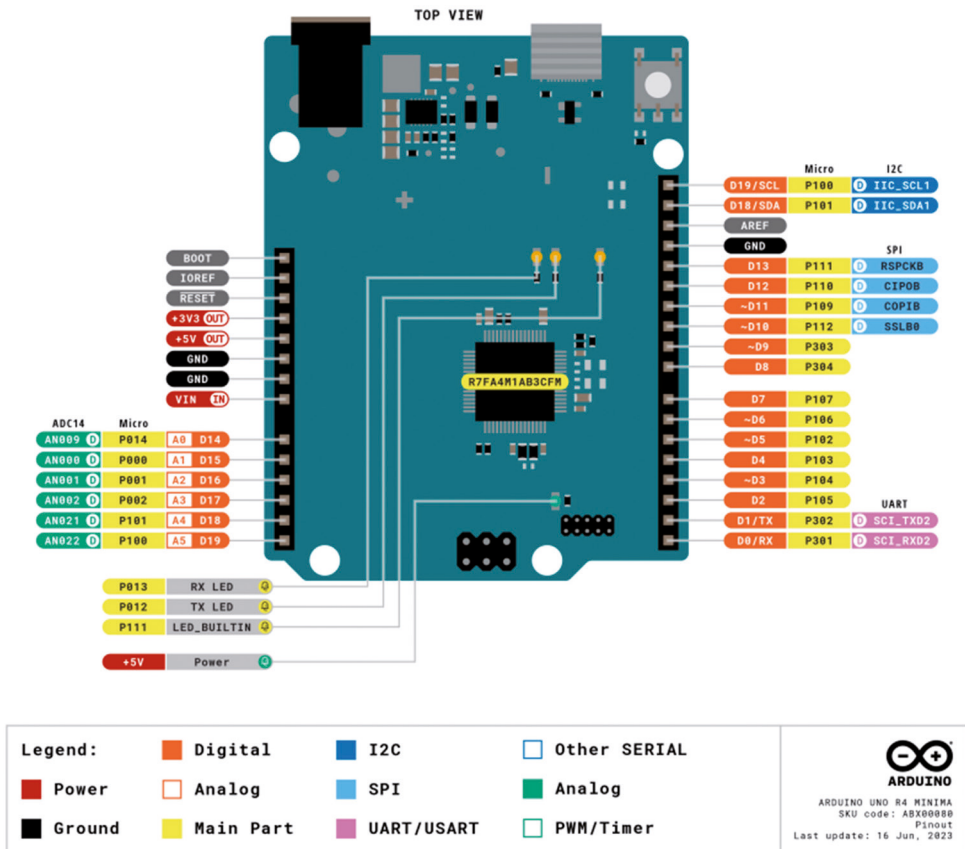 TOP VIEW
Micro I2C
D19/SCL P100 D IIC_SCL1
D18/SDA P101 D IIC_SDA1
AREF
GND
SPI
D13 P111 D RSPCKB
D12 P110 D CIPOB
~D11 P109 D COPIB
~D10 P112 D SSLB0
~D9 P303
D8 P304
D7 P107
~D6 P106
~D5 P102
D4 P103
~D3 P104
D2 P105
UART
D1/TX P302 D SCI_TXD2
D0/RX P301 D SCI_RXD2
BOOT
IOREF
RESET
+3V3 OUT
+5V OUT
GND
GND
VIN IN
ADC14 Micro
AN009 D P014 A0 D14
AN000 D P000 A1 D15
AN001 D P001 A2 D16
AN002 D P002 A3 D17
AN021 D P101 A4 D18
AN022 D P100 A5 D19
+
R7FA4M1AB3CFM
P013 RX LED
P012 TX LED
P111 LED_BUILTIN
+5V Power
Legend:
Digital
I2C
Other SERIAL
Power
Analog
SPI
Analog
Ground
Main Part
UART/USART
PWM/Timer
ARDUINO
ARDUINO UNO R4 MINIMA
SKU code: ABX00080
Pinout
Last update: 16 Jun, 2023